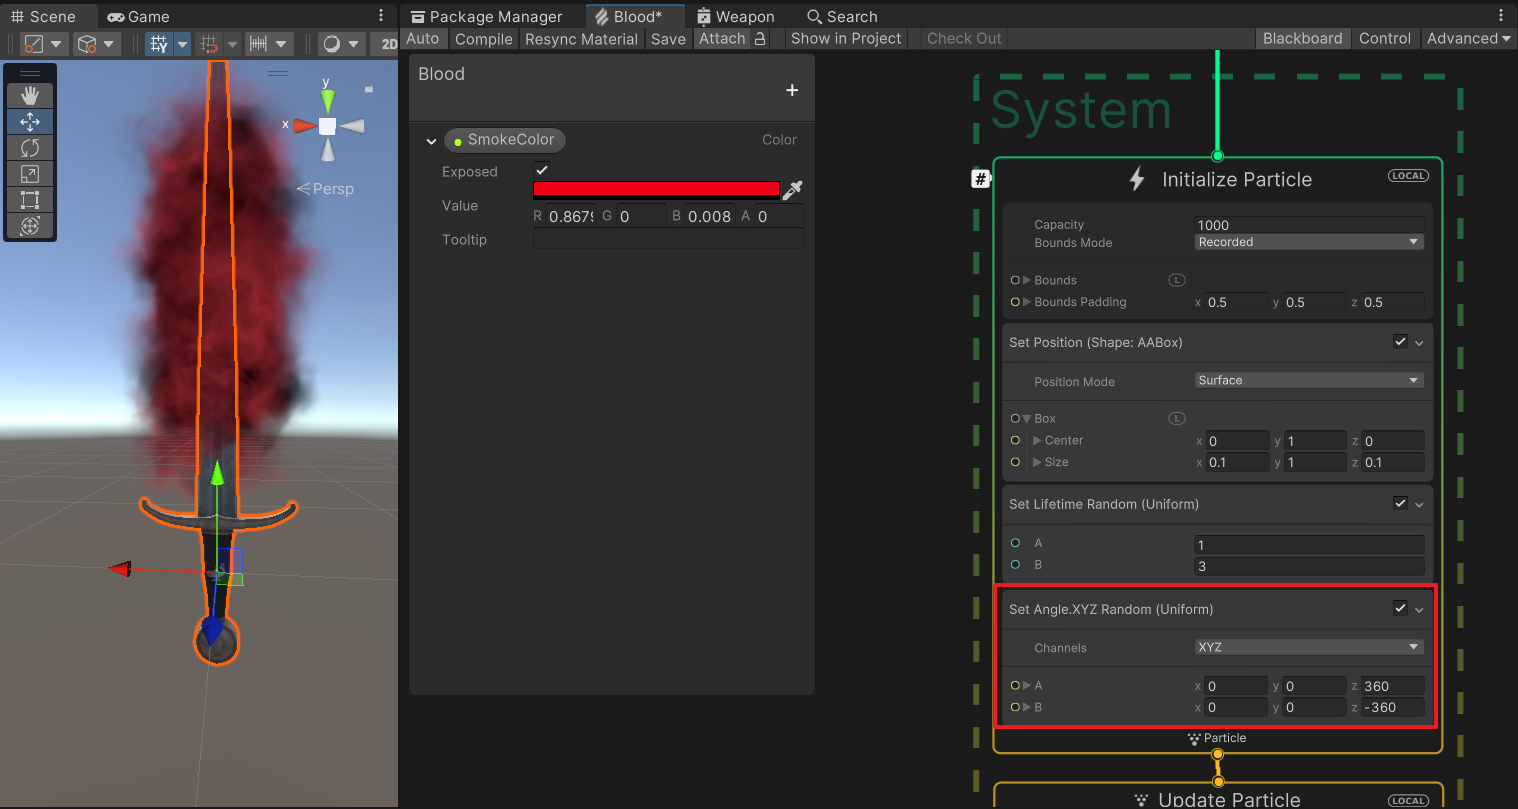 Scene
Game
2D
y
x
Persp
Package Manager
Blood*
Weapon
Search
Auto
Compile
Resync Material
Save
Attach
Show in Project
Check Out
Blackboard
Control
Advanced
Blood
+
SmokeColor
Color
Exposed
Value
R 0.8679 G 0 B 0.008 A 0
Tooltip
System
#
Initialize Particle
LOCAL
Capacity 1000
Bounds Mode Recorded
Bounds L
Bounds Padding x 0.5 y 0.5 z 0.5
Set Position (Shape: AABox)
Position Mode Surface
Box L
Center x 0 y 1 z 0
Size x 0.1 y 1 z 0.1
Set Lifetime Random (Uniform)
A 1
B 3
Set Angle.XYZ Random (Uniform)
Channels XYZ
A x 0 y 0 z 360
B x 0 y 0 z -360
Particle
Update Particle
LOCAL